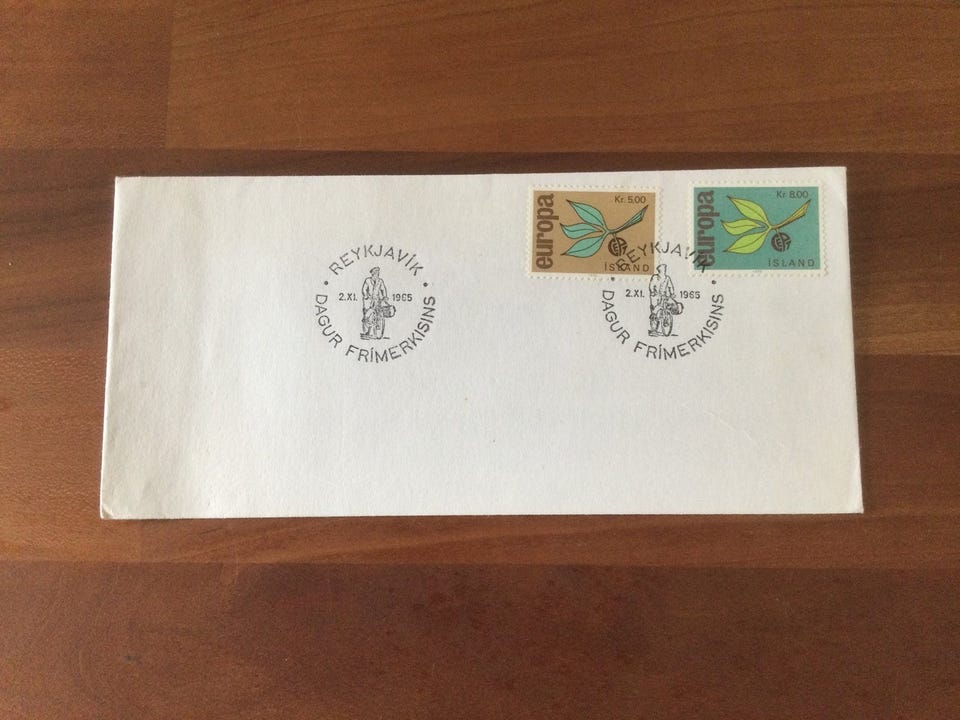 europa
Kr. 5,00
ÍSLAND
europa
Kr. 8,00
ÍSLAND
REYKJAVÍK
2.XI. 1965
DAGUR FRÍMERKISINS
REYKJAVÍK
2.XI. 1965
DAGUR FRÍMERKISINS